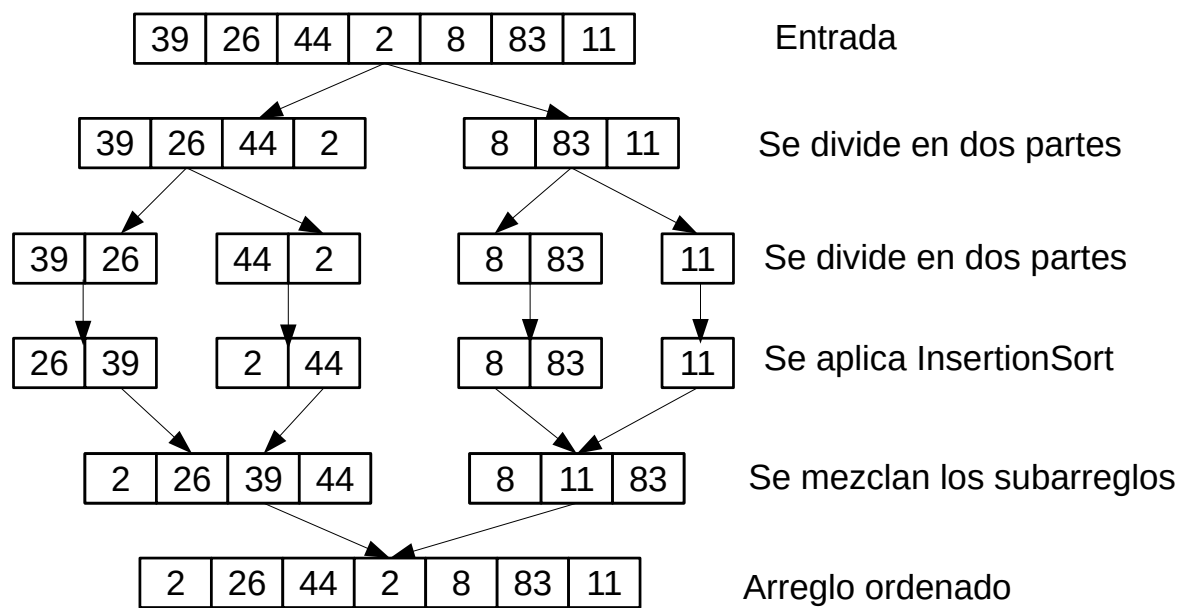 39 26 44 2 8 83 11 Entrada
39 26 44 2 8 83 11 Se divide en dos partes
39 26 44 2 8 83 11 Se divide en dos partes
26 39 2 44 8 83 11 Se aplica InsertionSort
2 26 39 44 8 11 83 Se mezclan los subarreglos
2 26 44 2 8 83 11 Arreglo ordenado